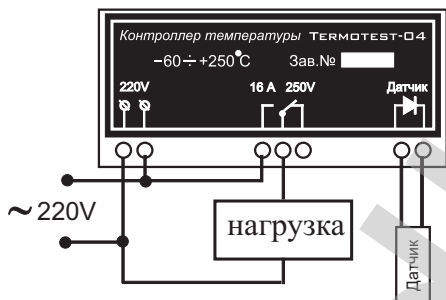 Контроллер температуры TERMOTEST-04
−60 ÷ +250°C Зав.№
220V 16 A 250V Датчик
~ 220V
нагрузка
Датчик